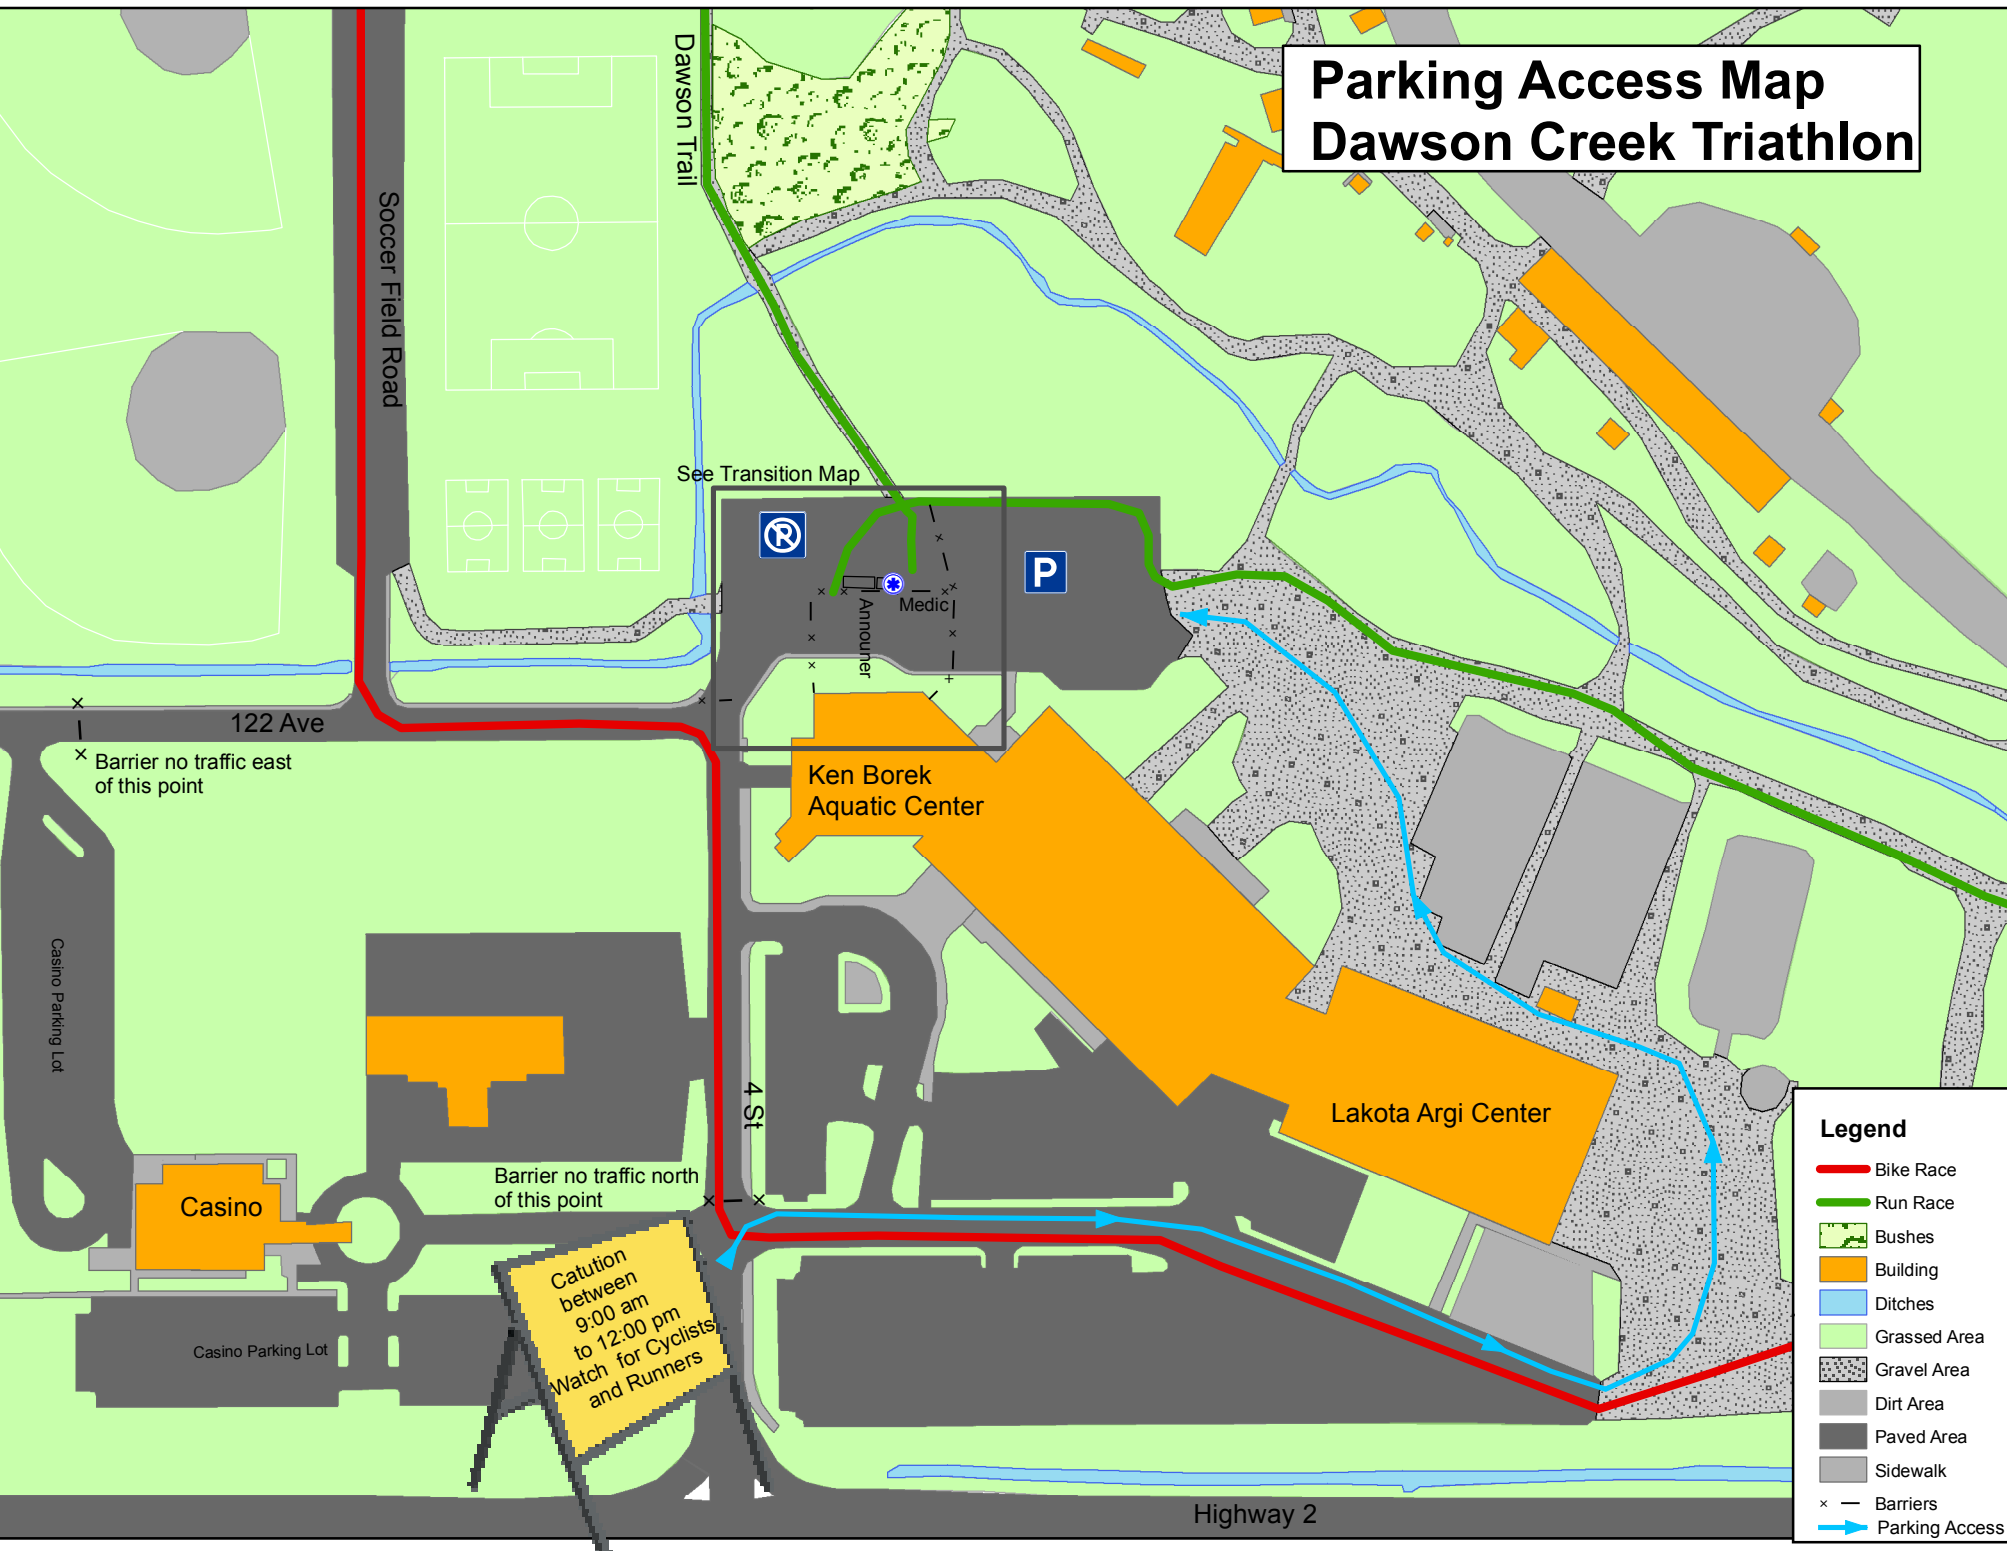 Parking Access Map
Dawson Creek Triathlon
Dawson Trail
Soccer Field Road
See Transition Map
P
P
Medic
Announer
122 Ave
Barrier no traffic east
of this point
Ken Borek
Aquatic Center
Casino Parking Lot
4 St
Lakota Argi Center
Barrier no traffic north
of this point
Casino
Catution
between
9:00 am
to 12:00 pm
Watch for Cyclists
and Runners
Casino Parking Lot
Highway 2
Legend
Bike Race
Run Race
Bushes
Building
Ditches
Grassed Area
Gravel Area
Dirt Area
Paved Area
Sidewalk
Barriers
Parking Access